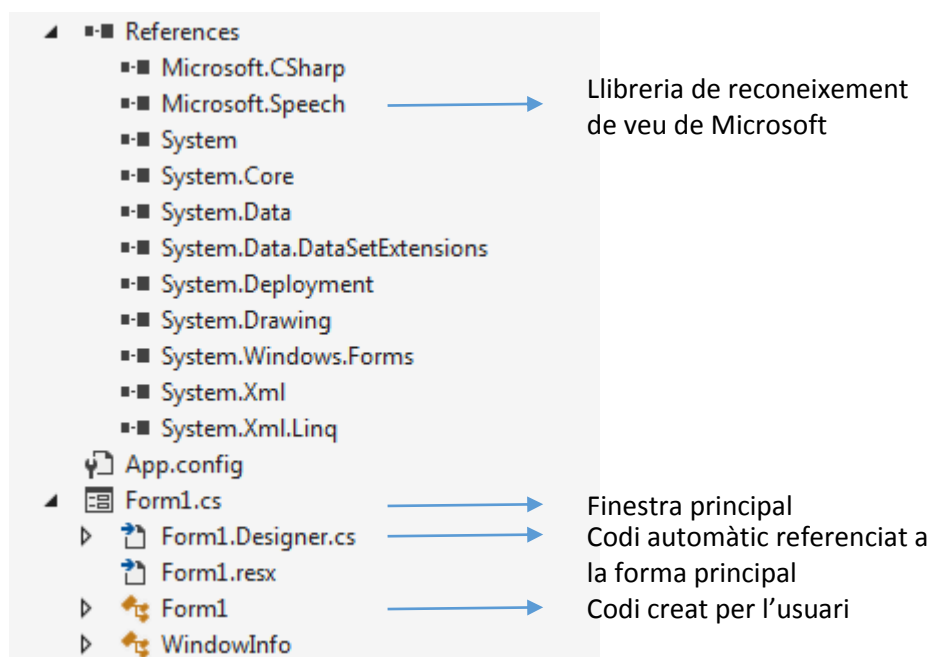 References
Microsoft.CSharp
Microsoft.Speech
Llibreria de reconeixement
de veu de Microsoft
System
System.Core
System.Data
System.Data.DataSetExtensions
System.Deployment
System.Drawing
System.Windows.Forms
System.Xml
System.Xml.Linq
App.config
Form1.cs
Finestra principal
Form1.Designer.cs
Codi automàtic referenciat a
la forma principal
Form1.resx
Form1
Codi creat per l’usuari
WindowInfo